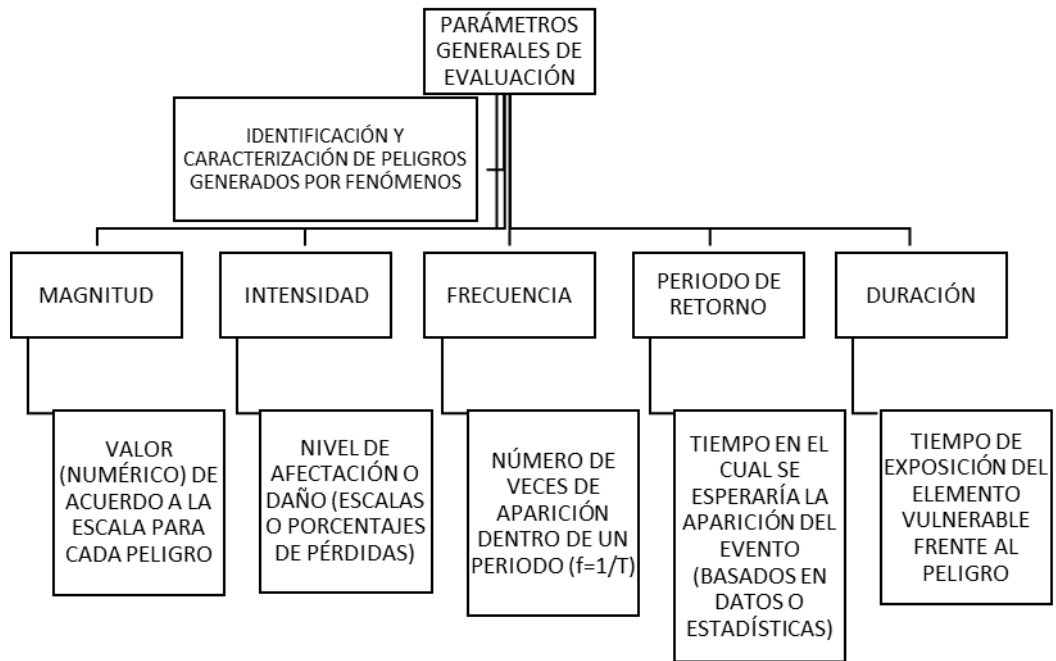 PARÁMETROS
GENERALES DE
EVALUACIÓN
IDENTIFICACIÓN Y
CARACTERIZACIÓN DE PELIGROS
GENERADOS POR FENÓMENOS
MAGNITUD
INTENSIDAD
FRECUENCIA
PERIODO DE
RETORNO
DURACIÓN
VALOR
(NUMÉRICO) DE
ACUERDO A LA
ESCALA PARA
CADA PELIGRO
NIVEL DE
AFECTACIÓN O
DAÑO (ESCALAS
O PORCENTAJES
DE PÉRDIDAS)
NÚMERO DE
VECES DE
APARICIÓN
DENTRO DE UN
PERIODO (f=1/T)
TIEMPO EN EL
CUAL SE
ESPERARÍA LA
APARICIÓN DEL
EVENTO
(BASADOS EN
DATOS O
ESTADÍSTICAS)
TIEMPO DE
EXPOSICIÓN DEL
ELEMENTO
VULNERABLE
FRENTE AL
PELIGRO